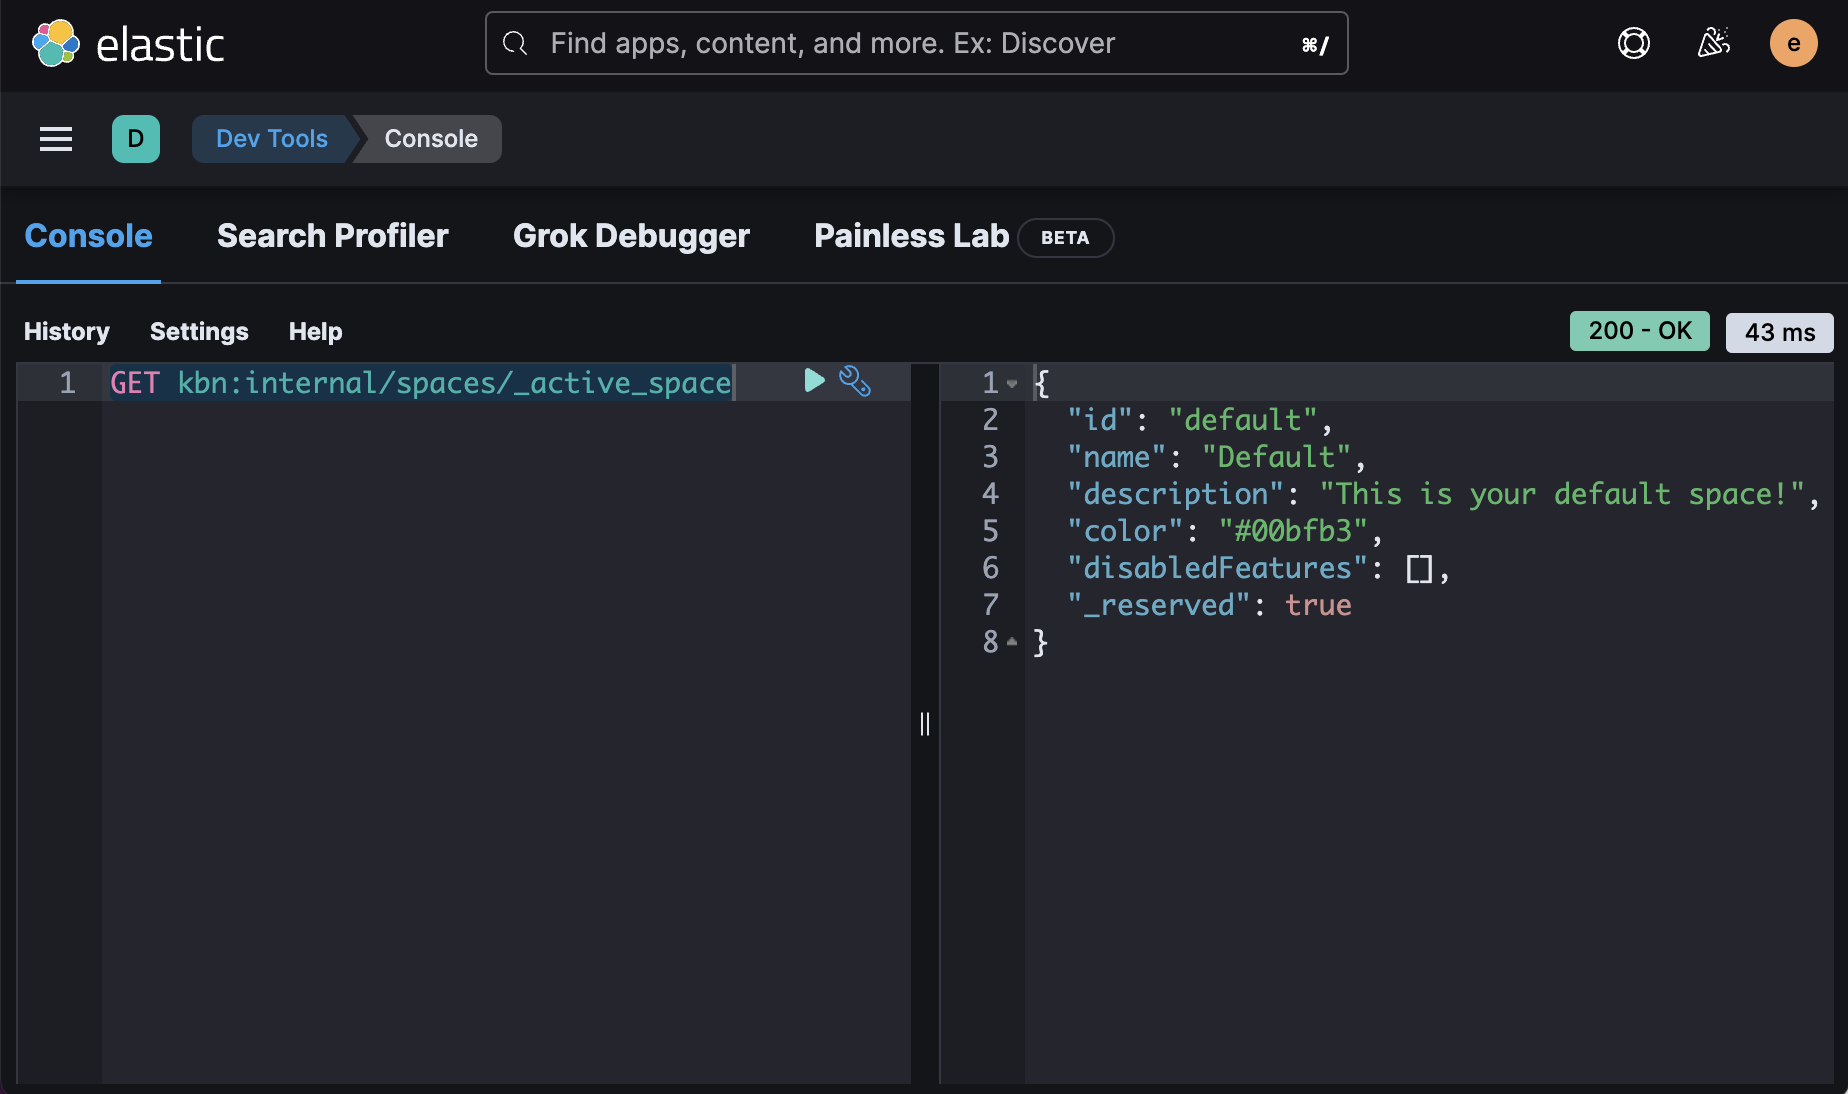 elastic
Find apps, content, and more. Ex: Discover ⌘/
e
D Dev Tools Console
Console Search Profiler Grok Debugger Painless Lab BETA
History Settings Help 200 - OK 43 ms
1 GET kbn:internal/spaces/_active_space
1 {
2 "id": "default",
3 "name": "Default",
4 "description": "This is your default space!",
5 "color": "#00bfb3",
6 "disabledFeatures": [],
7 "_reserved": true
8 }